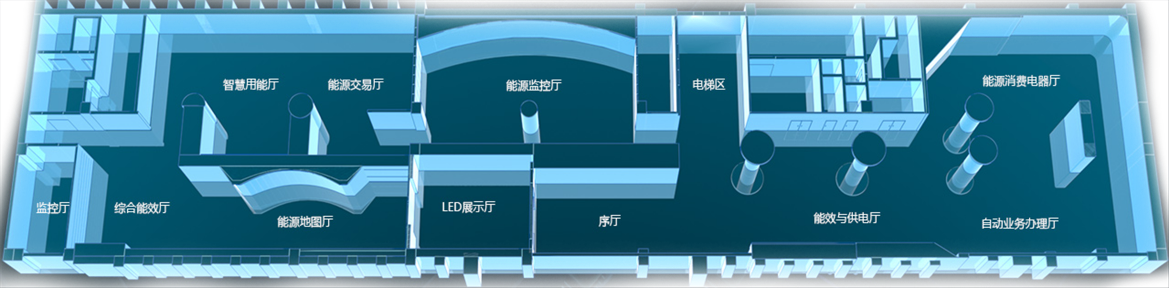 智慧用能厅
能源交易厅
能源监控厅
电梯区
能源消费电器厅
监控厅
综合能效厅
能源地图厅
LED展示厅
序厅
能效与供电厅
自动业务办理厅